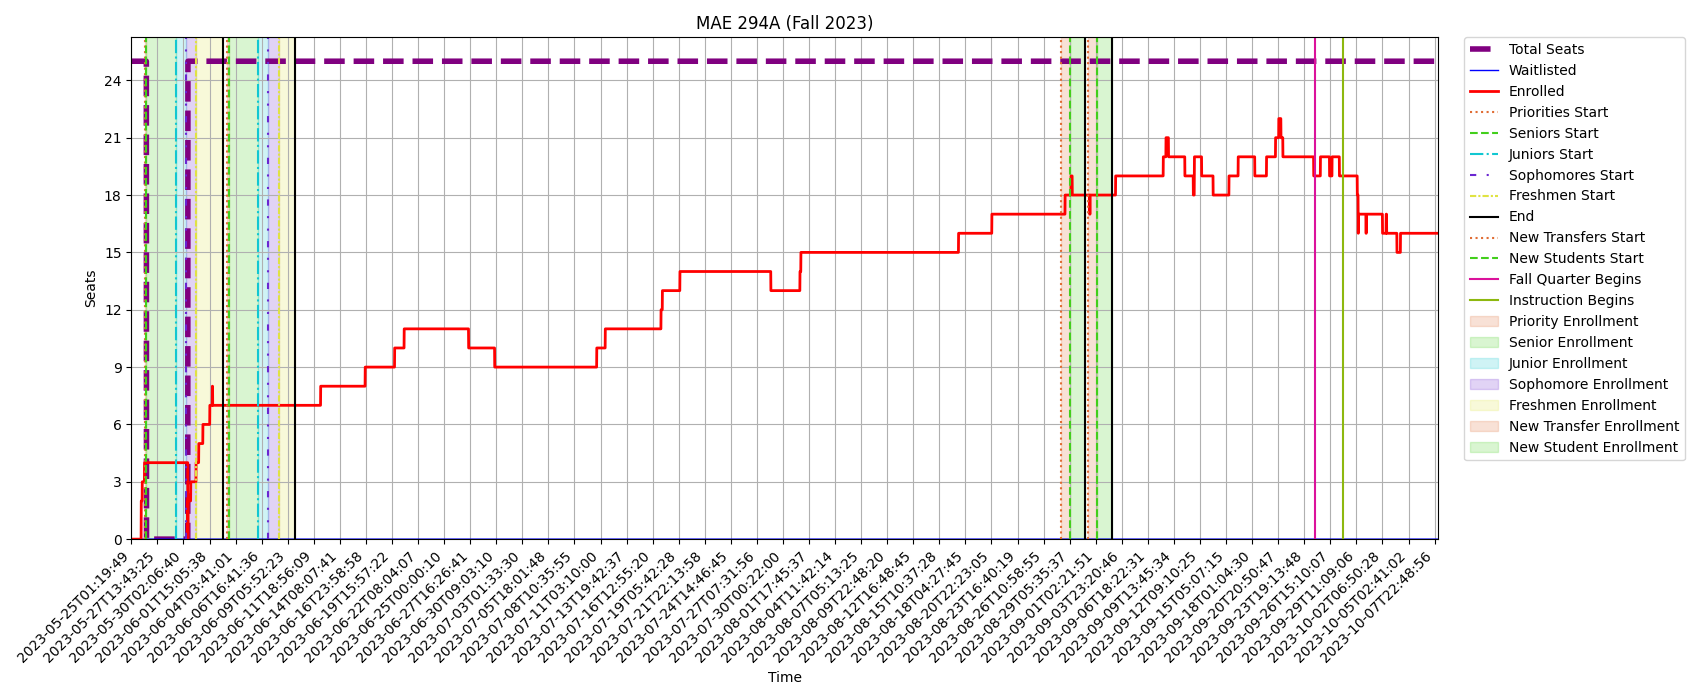 MAE 294A (Fall 2023)
Seats
24
21
18
15
12
9
6
3
0
2023-05-25T01:19:49
2023-05-27T13:43:25
2023-05-30T02:06:40
2023-06-01T15:05:38
2023-06-04T03:41:01
2023-06-06T16:41:36
2023-06-09T05:52:23
2023-06-11T18:56:09
2023-06-14T08:07:41
2023-06-16T23:58:58
2023-06-19T15:57:22
2023-06-22T08:04:07
2023-06-25T00:00:10
2023-06-27T16:26:41
2023-06-30T09:03:10
2023-07-03T01:33:30
2023-07-05T18:01:48
2023-07-08T10:35:55
2023-07-11T03:10:00
2023-07-13T19:42:37
2023-07-16T12:55:20
2023-07-19T05:42:28
2023-07-21T22:13:58
2023-07-24T14:46:45
2023-07-27T07:31:56
2023-07-30T00:22:00
2023-08-01T17:45:37
2023-08-04T11:42:14
2023-08-07T05:13:25
2023-08-09T22:48:20
2023-08-12T16:48:45
2023-08-15T10:37:28
2023-08-18T04:27:45
2023-08-20T22:23:05
2023-08-23T16:40:19
2023-08-26T10:58:55
2023-08-29T05:35:37
2023-09-01T02:21:51
2023-09-03T23:20:46
2023-09-06T18:22:31
2023-09-09T13:45:34
2023-09-12T09:10:25
2023-09-15T05:07:15
2023-09-18T01:04:30
2023-09-20T20:50:47
2023-09-23T19:13:48
2023-09-26T15:10:07
2023-09-29T11:09:06
2023-10-02T06:50:28
2023-10-05T02:41:02
2023-10-07T22:48:56
Time
Total Seats
Waitlisted
Enrolled
Priorities Start
Seniors Start
Juniors Start
Sophomores Start
Freshmen Start
End
New Transfers Start
New Students Start
Fall Quarter Begins
Instruction Begins
Priority Enrollment
Senior Enrollment
Junior Enrollment
Sophomore Enrollment
Freshmen Enrollment
New Transfer Enrollment
New Student Enrollment